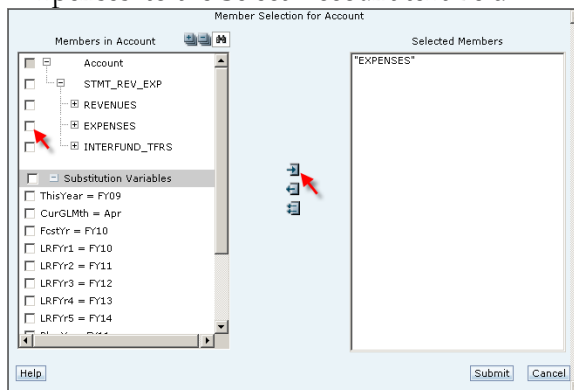 Member Selection for Account
Members in Account
Selected Members
Account
STMT_REV_EXP
REVENUES
EXPENSES
INTERFUND_TFRS
Substitution Variables
ThisYear = FY09
CurGLMth = Apr
FcstYr = FY10
LRFYr1 = FY10
LRFYr2 = FY11
LRFYr3 = FY12
LRFYr4 = FY13
LRFYr5 = FY14
"EXPENSES"
Help
Submit
Cancel